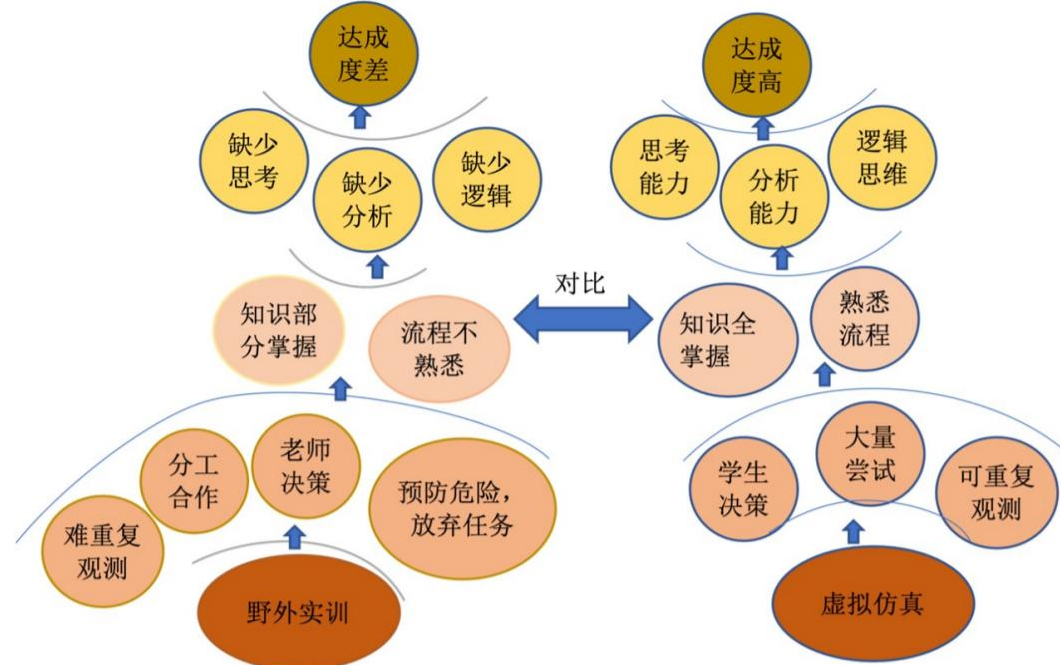 达成
度差
缺少
思考
缺少
分析
缺少
逻辑
知识部
分掌握
流程不
熟悉
难重复
观测
分工
合作
老师
决策
预防危险，
放弃任务
野外实训
对比
达成
度高
思考
能力
分析
能力
逻辑
思维
知识全
掌握
熟悉
流程
学生
决策
大量
尝试
可重复
观测
虚拟仿真